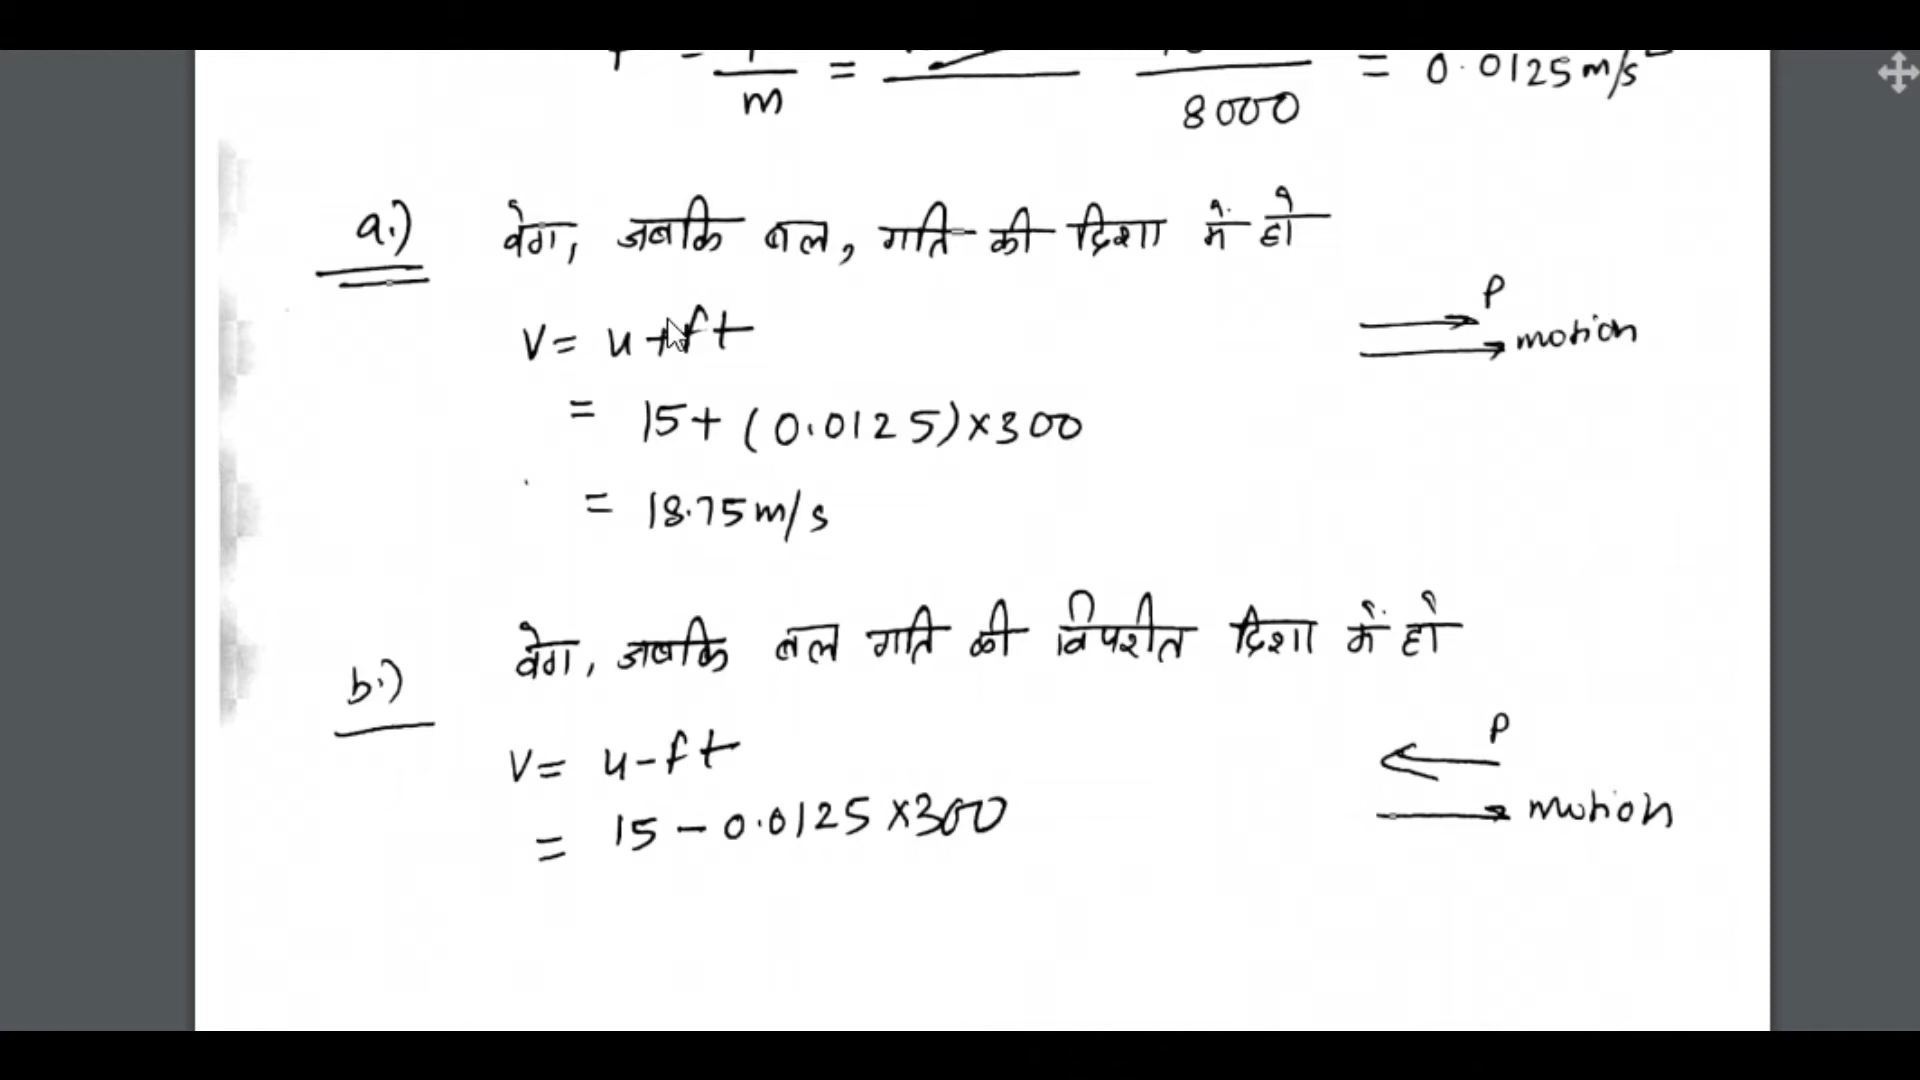 m = 8000 = 0.0125 m/s²
a.) वेग, जबकि बल, गति की दिशा में हो
P
V = u + ft
motion
= 15 + (0.0125) × 300
= 18.75 m/s
वेग, जबकि बल गति की विपरीत दिशा में हो
b.)
P
V = u - ft
motion
= 15 - 0.0125 × 300